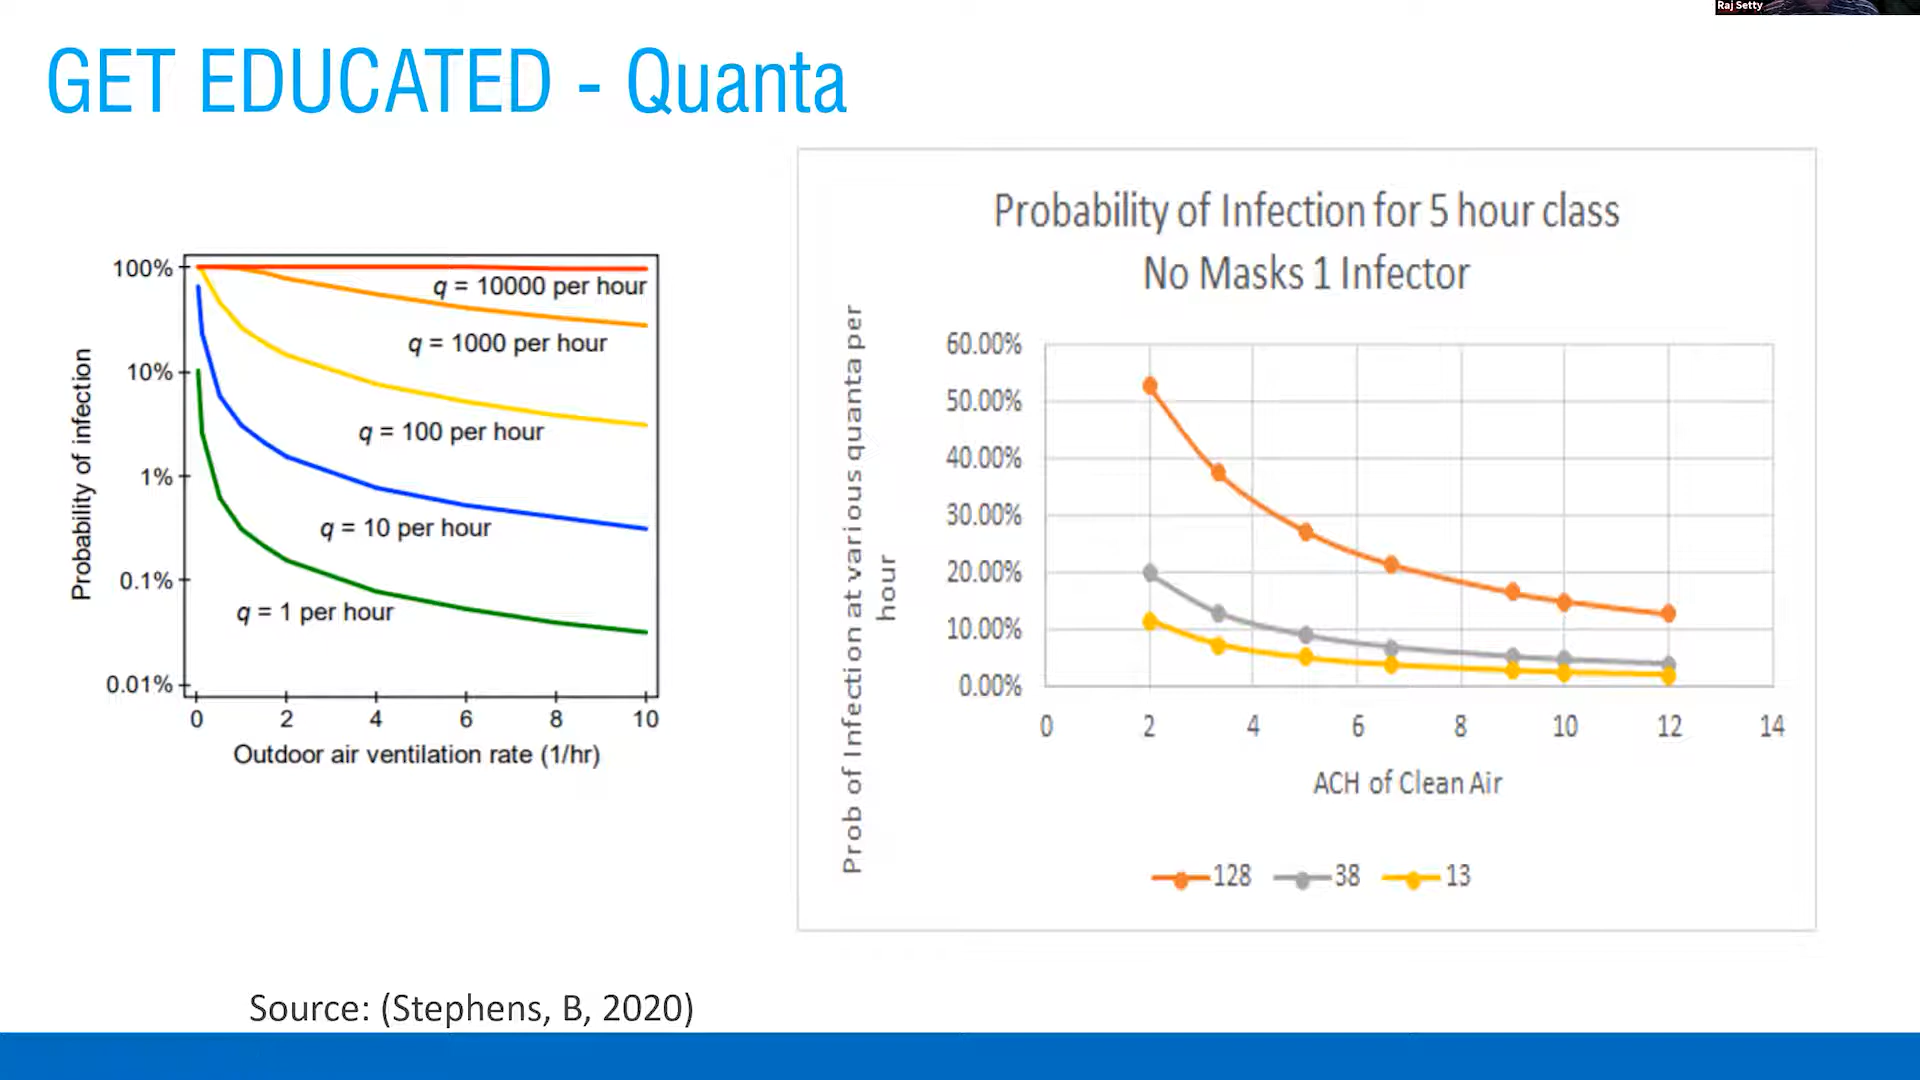 Raj Setty
GET EDUCATED - Quanta
100%
10%
1%
0.1%
0.01%
Probability of infection
q = 10000 per hour
q = 1000 per hour
q = 100 per hour
q = 10 per hour
q = 1 per hour
0 2 4 6 8 10
Outdoor air ventilation rate (1/hr)
Probability of Infection for 5 hour class
No Masks 1 Infector
Prob of Infection at various quanta per
hour
60.00%
50.00%
40.00%
30.00%
20.00%
10.00%
0.00%
0 2 4 6 8 10 12 14
ACH of Clean Air
128 38 13
Source: (Stephens, B, 2020)